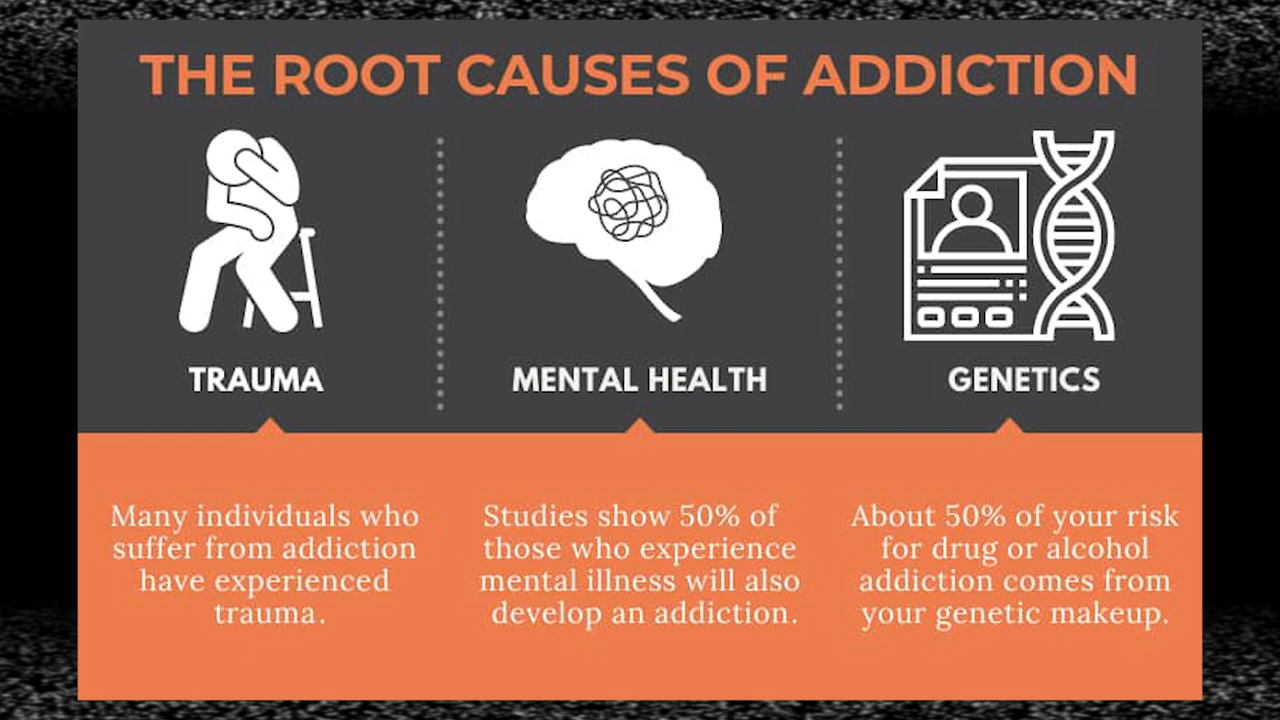 THE ROOT CAUSES OF ADDICTION
TRAUMA
Many individuals who
suffer from addiction
have experienced
trauma.
MENTAL HEALTH
Studies show 50% of
those who experience
mental illness will also
develop an addiction.
GENETICS
About 50% of your risk
for drug or alcohol
addiction comes from
your genetic makeup.